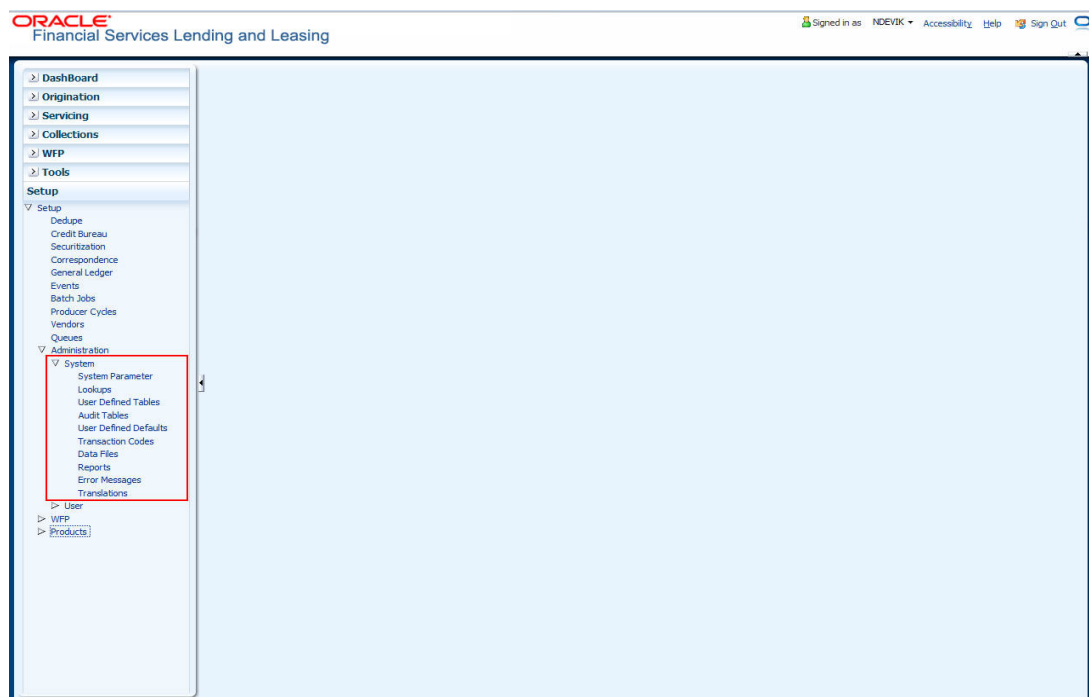 ORACLE
Financial Services Lending and Leasing
Signed in as NDEVIK Accessibility Help Sign Out
DashBoard
Origination
Servicing
Collections
WFP
Tools
Setup
Setup
Dedupe
Credit Bureau
Securitization
Correspondence
General Ledger
Events
Batch Jobs
Producer Cycles
Vendors
Queues
Administration
System
System Parameter
Lookups
User Defined Tables
Audit Tables
User Defined Defaults
Transaction Codes
Data Files
Reports
Error Messages
Translations
User
WFP
Products